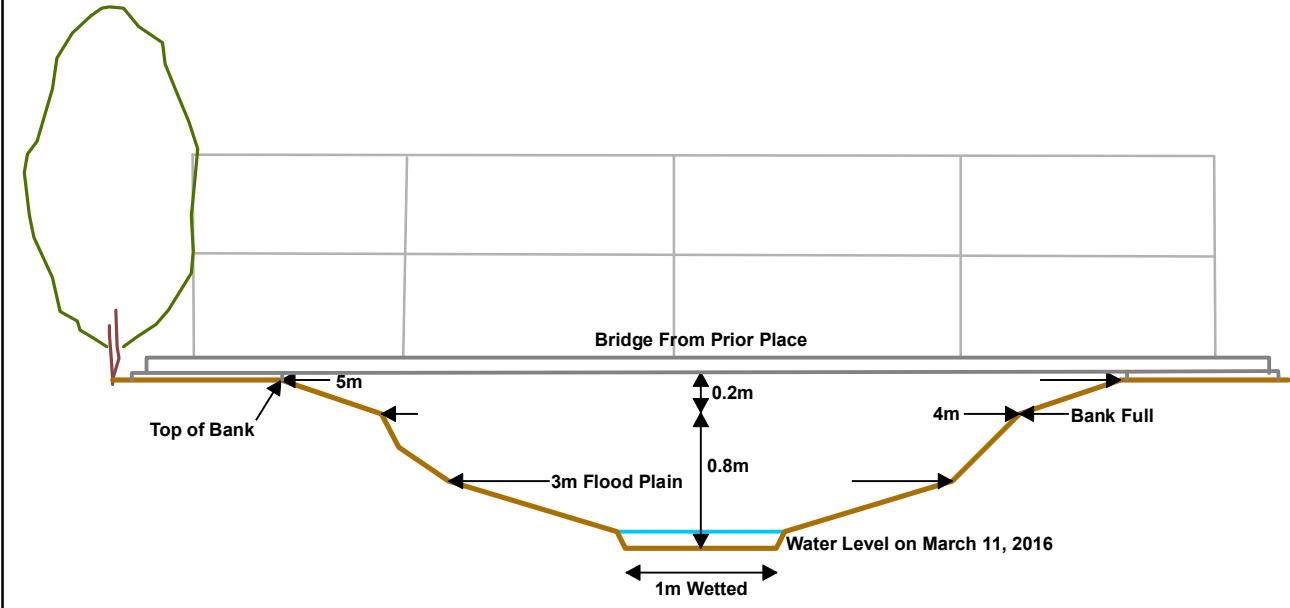 Bridge From Prior Place
5m
0.2m
Top of Bank
4m
Bank Full
0.8m
3m Flood Plain
Water Level on March 11, 2016
1m Wetted